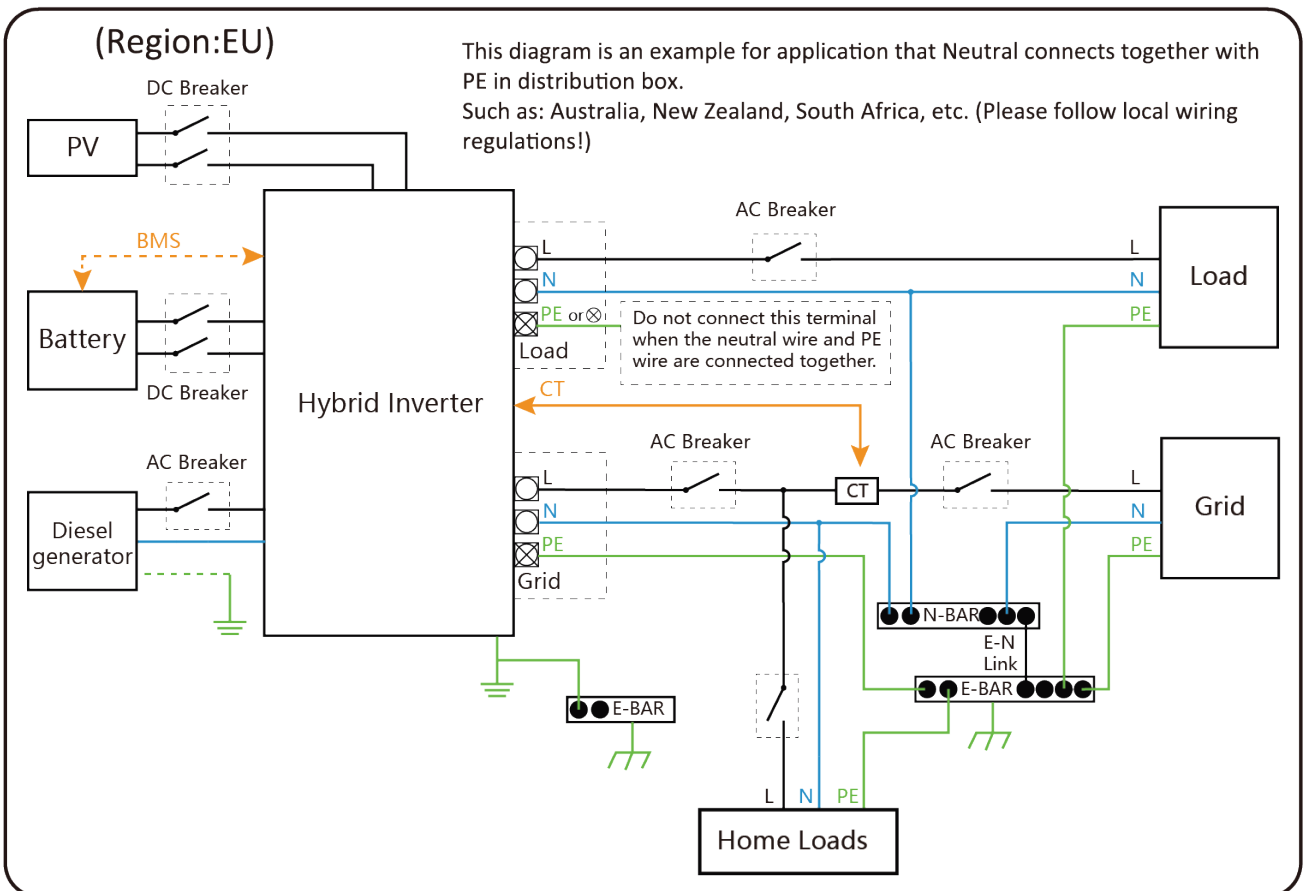 (Region:EU)
This diagram is an example for application that Neutral connects together with
PE in distribution box.
Such as: Australia, New Zealand, South Africa, etc. (Please follow local wiring
regulations!)
DC Breaker
PV
AC Breaker
BMS
L
L
N
N
Load
PE or⊗
PE
Do not connect this terminal
when the neutral wire and PE
wire are connected together.
Load
Battery
DC Breaker
CT
Hybrid Inverter
AC Breaker
AC Breaker
AC Breaker
L
CT
L
N
N
Grid
Diesel
generator
PE
PE
Grid
N-BAR
E-N
Link
E-BAR
E-BAR
L
N
PE
Home Loads